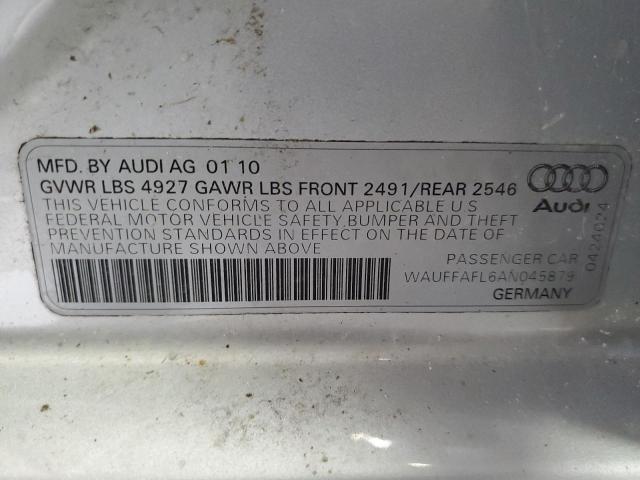 MFD. BY AUDI AG 01 10
GVWR LBS 4927 GAWR LBS FRONT 2491/REAR 2546
THIS VEHICLE CONFORMS TO ALL APPLICABLE U S
FEDERAL MOTOR VEHICLE SAFETY,BUMPER AND THEFT
PREVENTION STANDARDS IN EFFECT ON THE DATE OF
MANUFACTURE SHOWN ABOVE
Audi
PASSENGER CAR
WAUFFAFL6AN045879
GERMANY
0424024